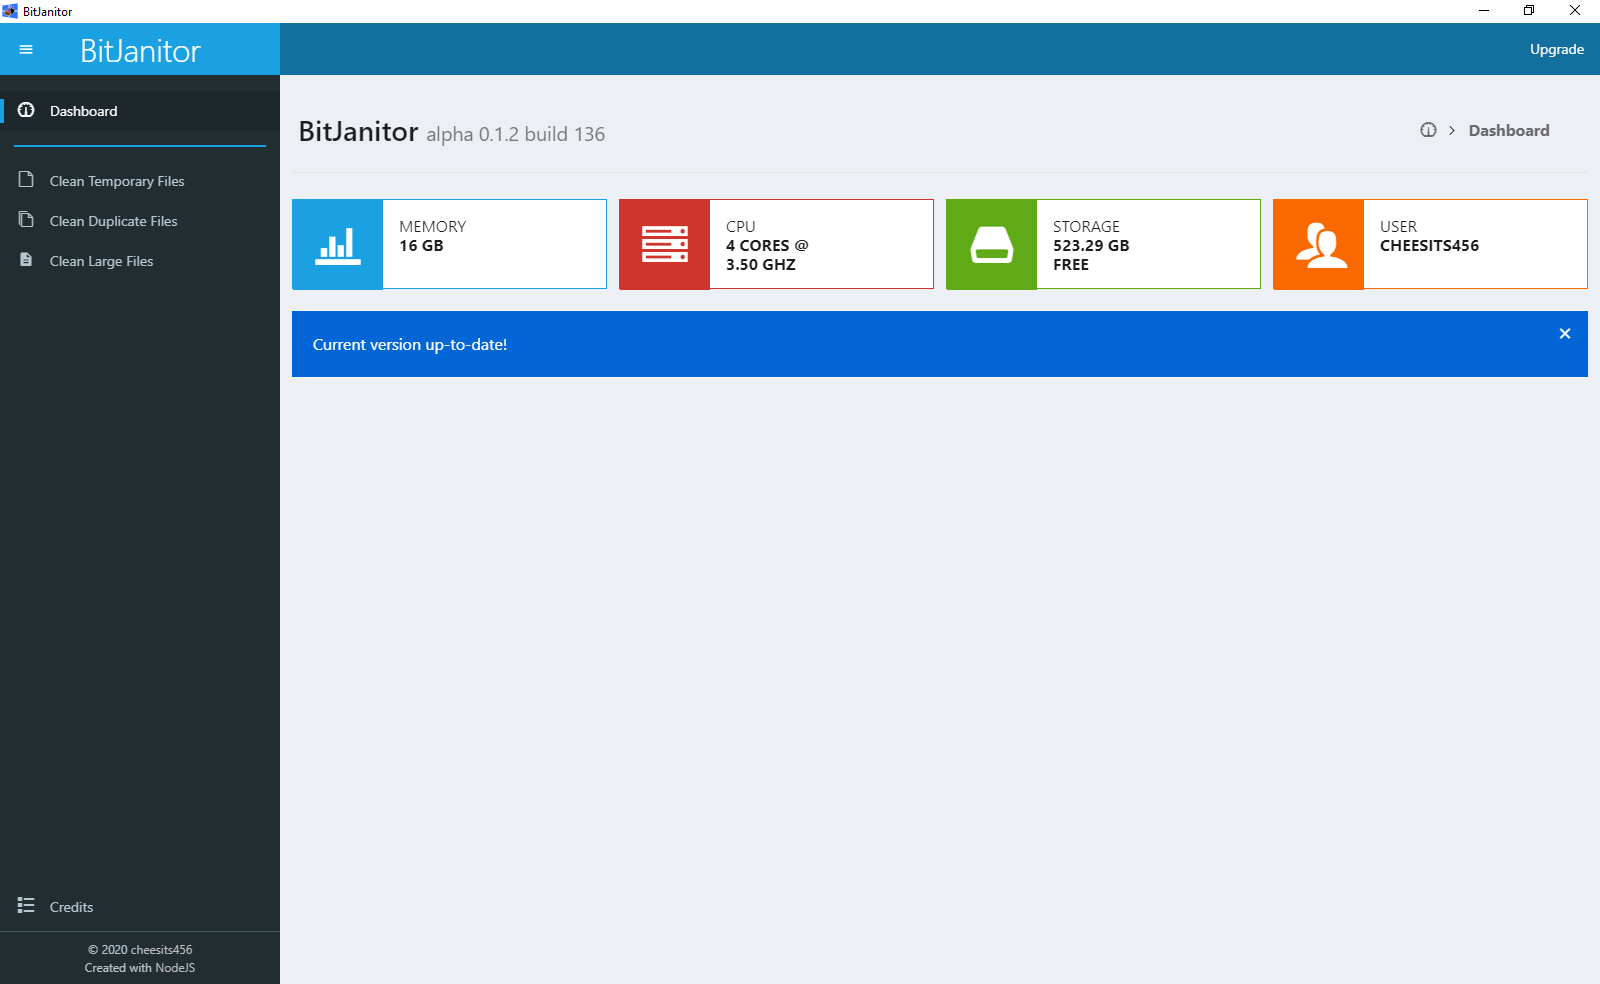 BitJanitor
BitJanitor
Upgrade
Dashboard
Clean Temporary Files
Clean Duplicate Files
Clean Large Files
Credits
© 2020 cheesits456
Created with NodeJS
BitJanitor alpha 0.1.2 build 136
Dashboard
MEMORY
16 GB
CPU
4 CORES @
3.50 GHZ
STORAGE
523.29 GB
FREE
USER
CHEESITS456
Current version up-to-date!